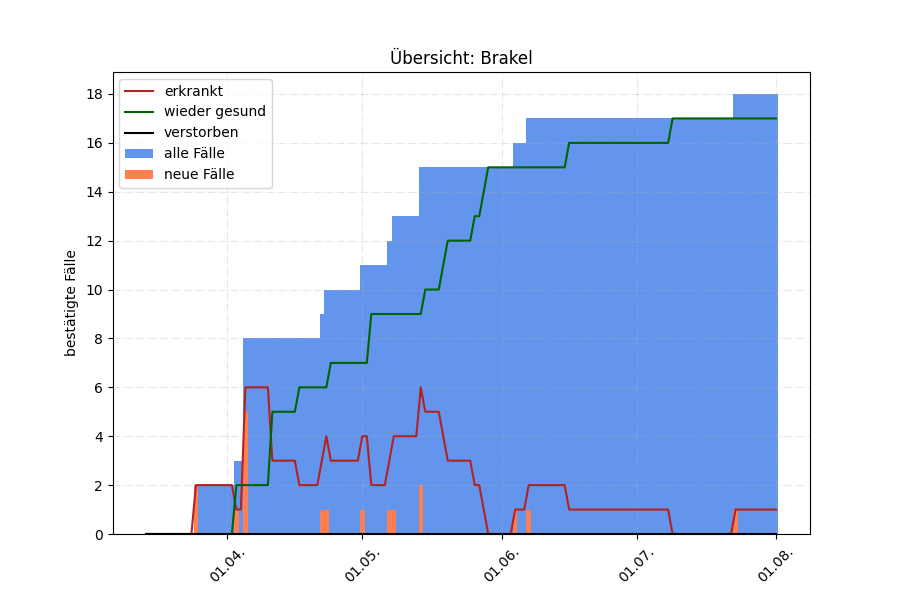 Übersicht: Brakel
erkrankt
wieder gesund
verstorben
alle Fälle
neue Fälle
bestätigte Fälle
18
16
14
12
10
8
6
4
2
0
01.04.
01.05.
01.06.
01.07.
01.08.